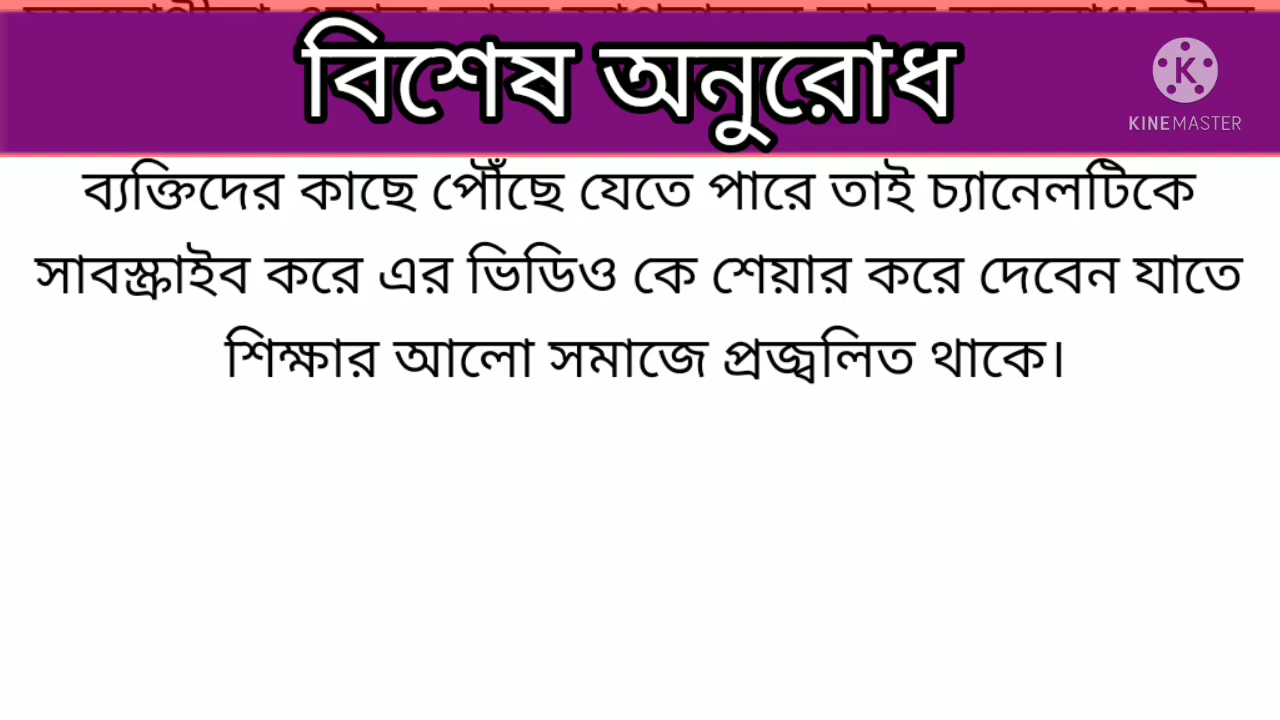 বিশেষ অনুরোধ
KINEMASTER
ব্যক্তিদের কাছে পৌঁছে যেতে পারে তাই চ্যানেলটিকে
সাবস্ক্রাইব করে এর ভিডিও কে শেয়ার করে দেবেন যাতে
শিক্ষার আলো সমাজে প্রজ্বলিত থাকে।